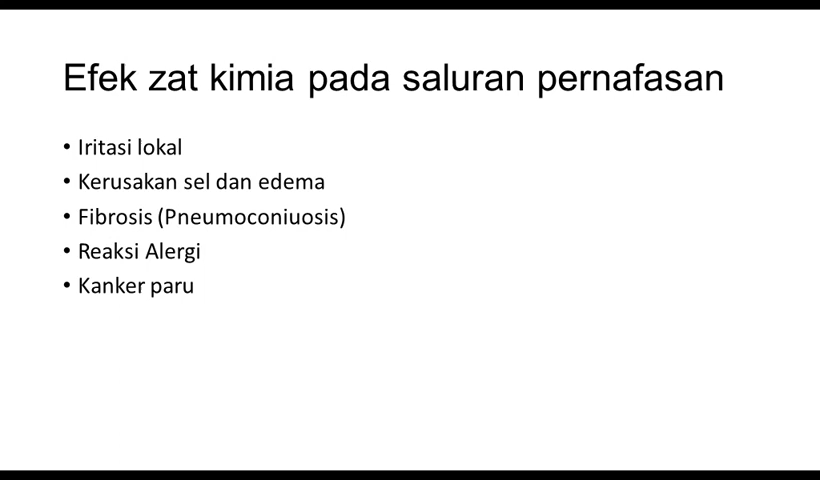 Efek zat kimia pada saluran pernafasan
• Iritasi lokal
• Kerusakan sel dan edema
• Fibrosis (Pneumoconiuosis)
• Reaksi Alergi
• Kanker paru